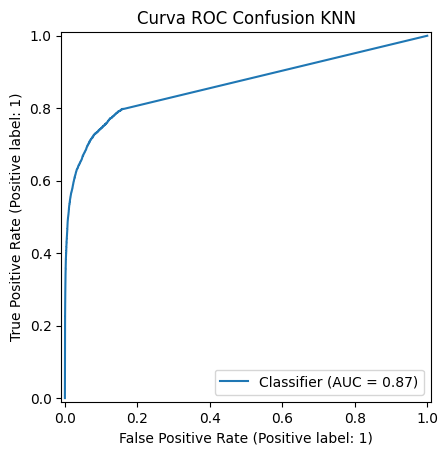 Curva ROC Confusion KNN
1.0
0.8
0.6
0.4
0.2
0.0
True Positive Rate (Positive label: 1)
Classifier (AUC = 0.87)
0.0 0.2 0.4 0.6 0.8 1.0
False Positive Rate (Positive label: 1)